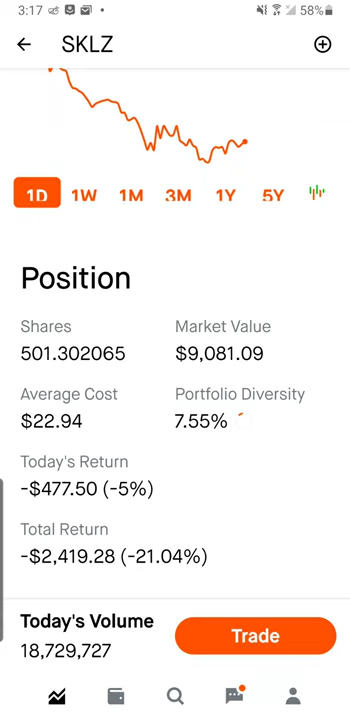 3:17 58%
SKLZ
1D 1W 1M 3M 1Y 5Y
Position
Shares Market Value
501.302065 $9,081.09
Average Cost Portfolio Diversity
$22.94 7.55%
Today's Return
-$477.50 (-5%)
Total Return
-$2,419.28 (-21.04%)
Today's Volume
18,729,727
Trade